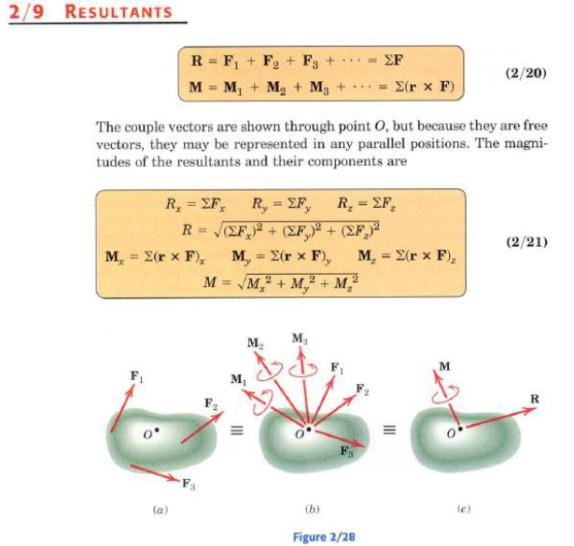 2/9 RESULTANTS
R = F₁ + F₂ + F₃ + ··· = ΣF
M = M₁ + M₂ + M₃ + ··· = Σ(r × F)
(2/20)
The couple vectors are shown through point O, but because they are free
vectors, they may be represented in any parallel positions. The magni-
tudes of the resultants and their components are
Rₓ = ΣFₓ R_y = ΣF_y R_z = ΣF_z
R = √(ΣFₓ)² + (ΣF_y)² + (ΣF_z)²
Mₓ = Σ(r × F)ₓ M_y = Σ(r × F)_y M_z = Σ(r × F)_z
M = √Mₓ² + M_y² + M_z²
(2/21)
F₁
F₂
O
F₃
(a)
≡
M₁
M₂
M₃
F₁
F₂
O
F₃
(b)
≡
M
R
O
(c)
Figure 2/28